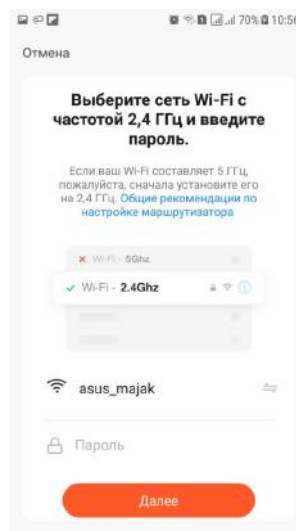 70% 10:56
Отмена
Выберите сеть Wi-Fi с
частотой 2,4 ГГц и введите
пароль.
Если ваш Wi-Fi составляет 5 ГГц,
пожалуйста, сначала установите его
на 2,4 ГГц. Общие рекомендации по
настройке маршрутизатора
Wi-Fi - 5Ghz
Wi-Fi - 2.4Ghz
asus_majak
Пароль
Далее